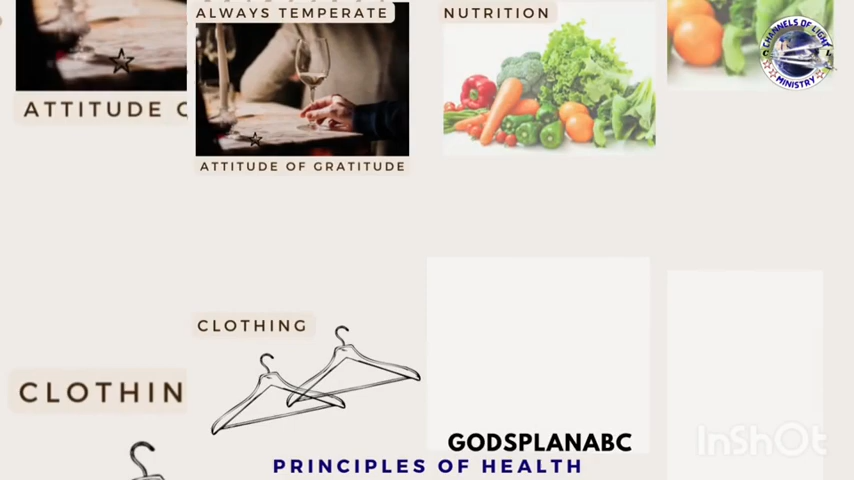 ALWAYS TEMPERATE
NUTRITION
CHANNELS OF LIGHT
MINISTRY
ATTITUDE
ATTITUDE OF GRATITUDE
CLOTHING
CLOTHIN
GODSPLANABC
PRINCIPLES OF HEALTH
InShOt